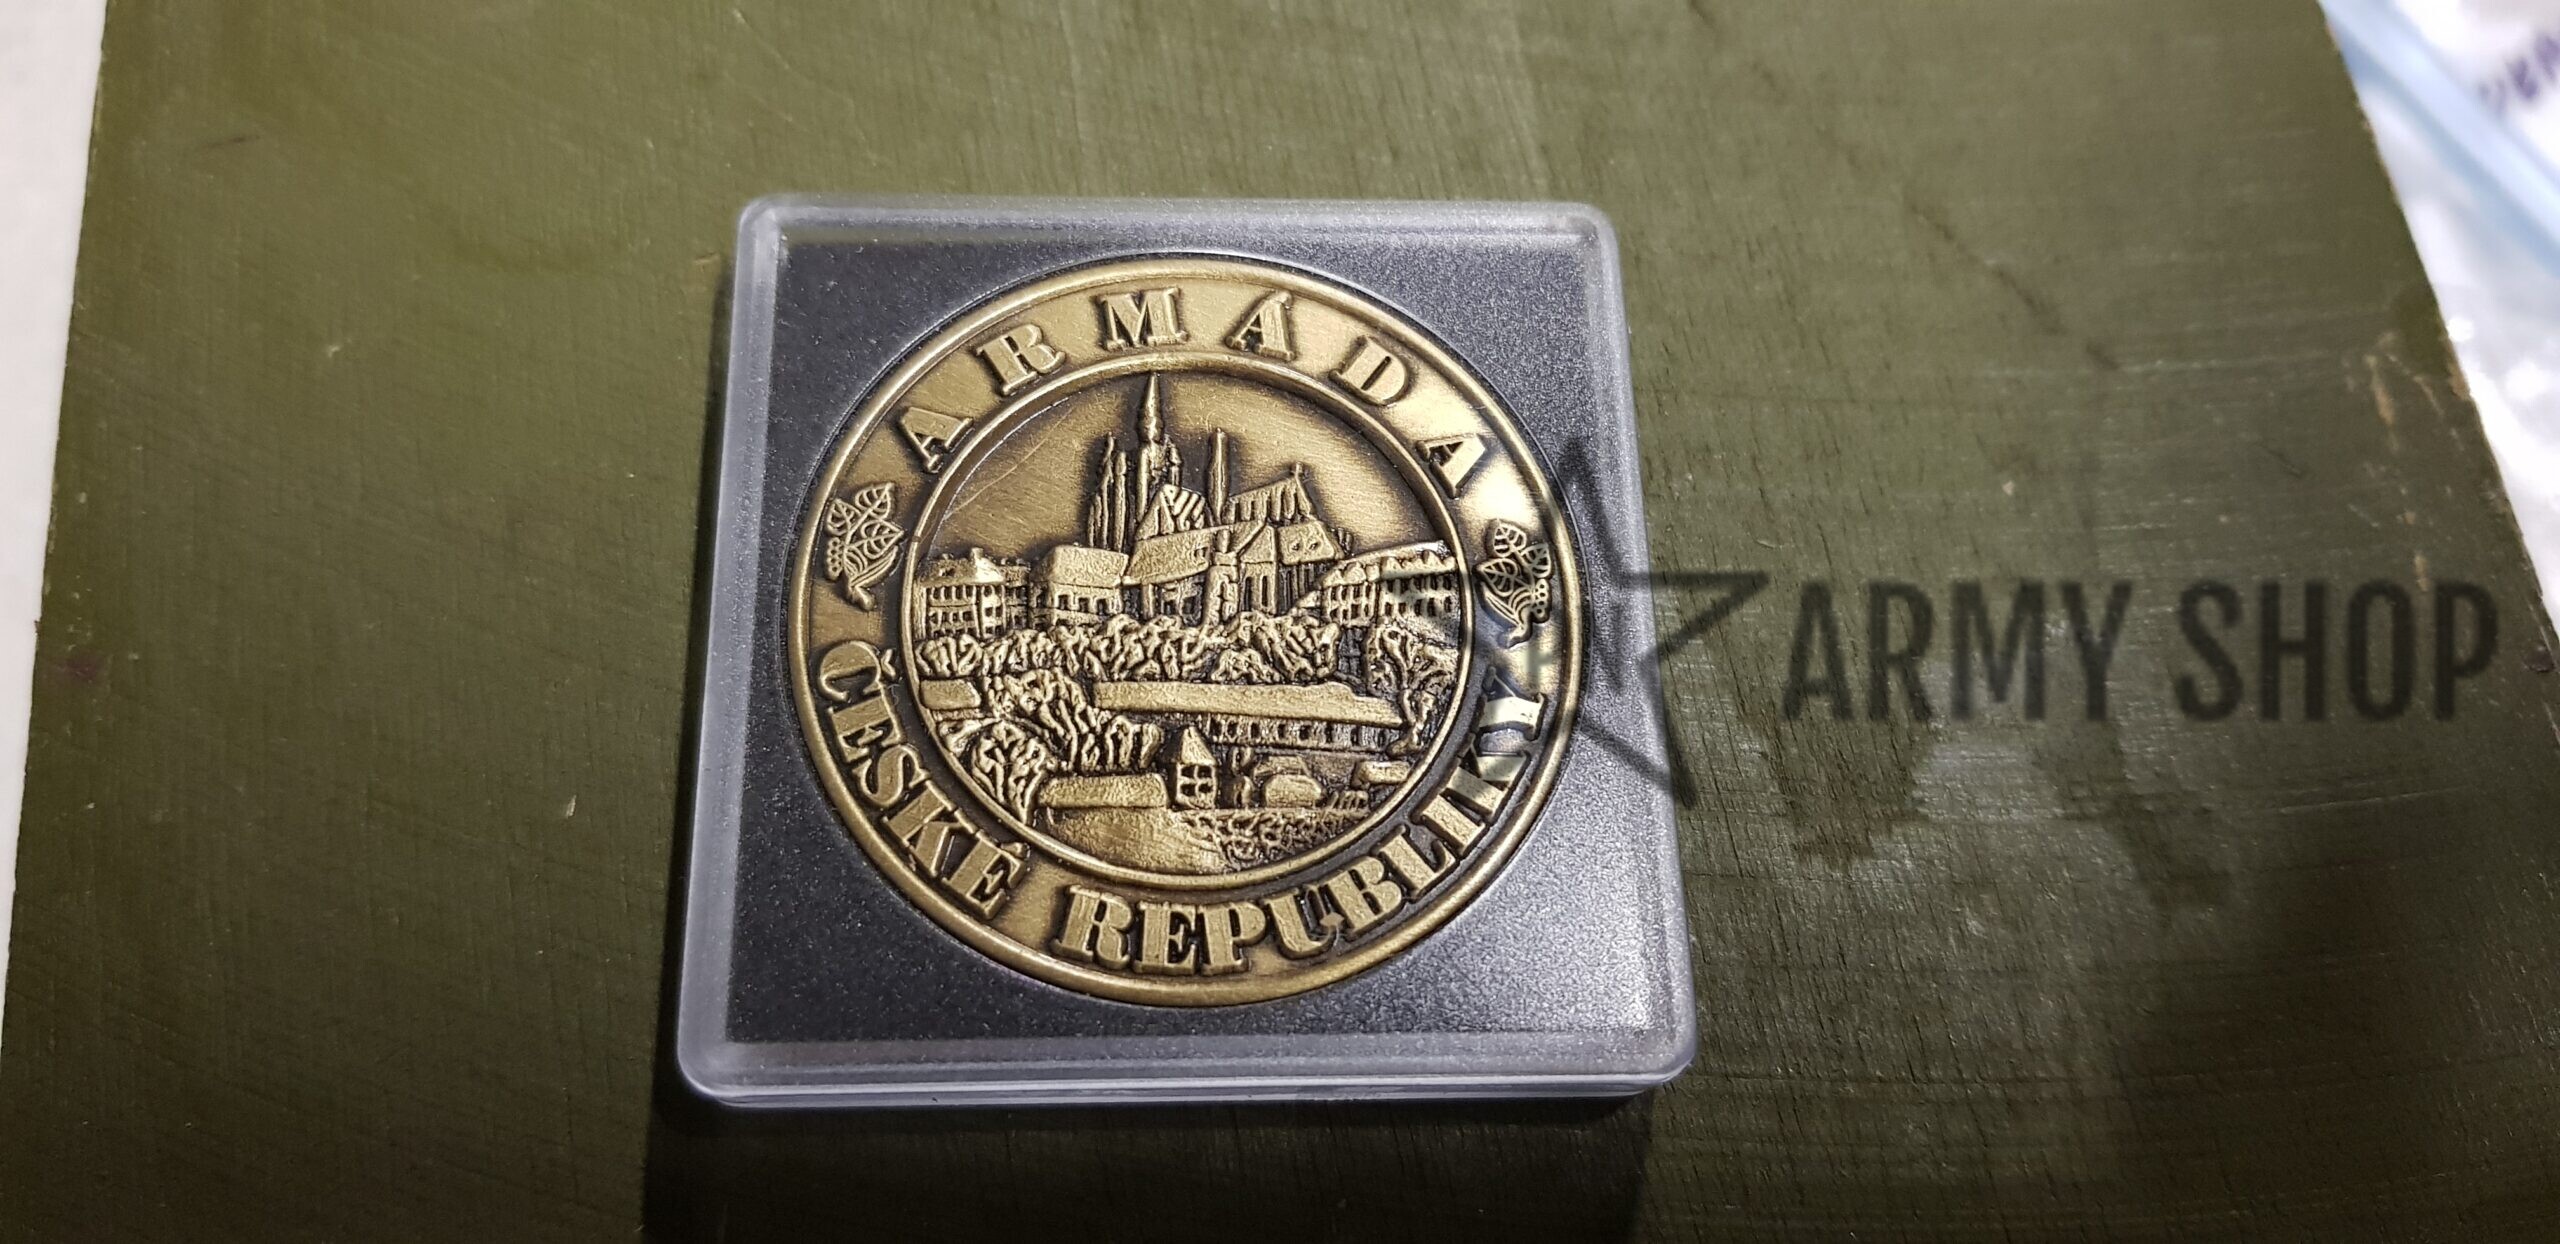 ARMÁDA
ČESKÉ REPUBLIKY
ARMY SHOP